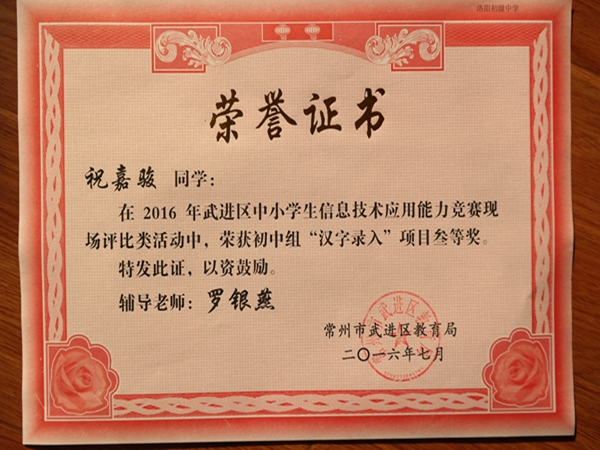 洛阳初级中学
荣誉证书
祝嘉骏 同学：
在 2016 年武进区中小学生信息技术应用能力竞赛现
场评比类活动中，荣获初中组“汉字录入”项目叁等奖。
特发此证，以资鼓励。
辅导老师：罗银燕
常州市武进区教育局
二〇一六年七月